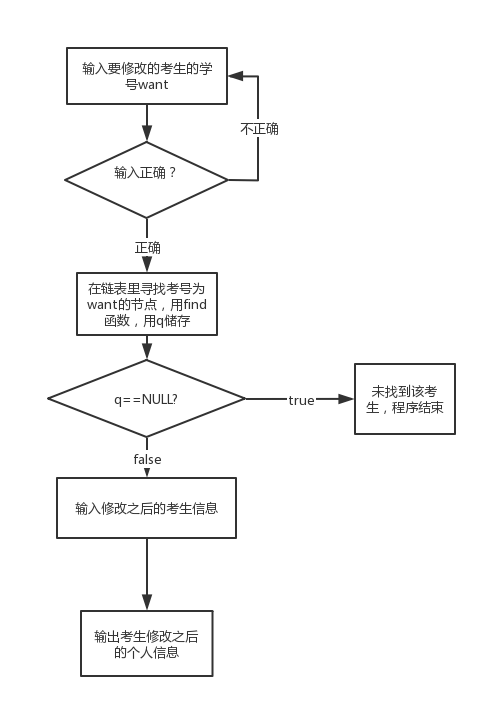 输入要修改的考生的学
号want
不正确
输入正确？
正确
在链表里寻找考号为
want的节点，用find
函数，用q储存
q==NULL?
true
未找到该考
生，程序结束
false
输入修改之后的考生信息
输出考生修改之后
的个人信息